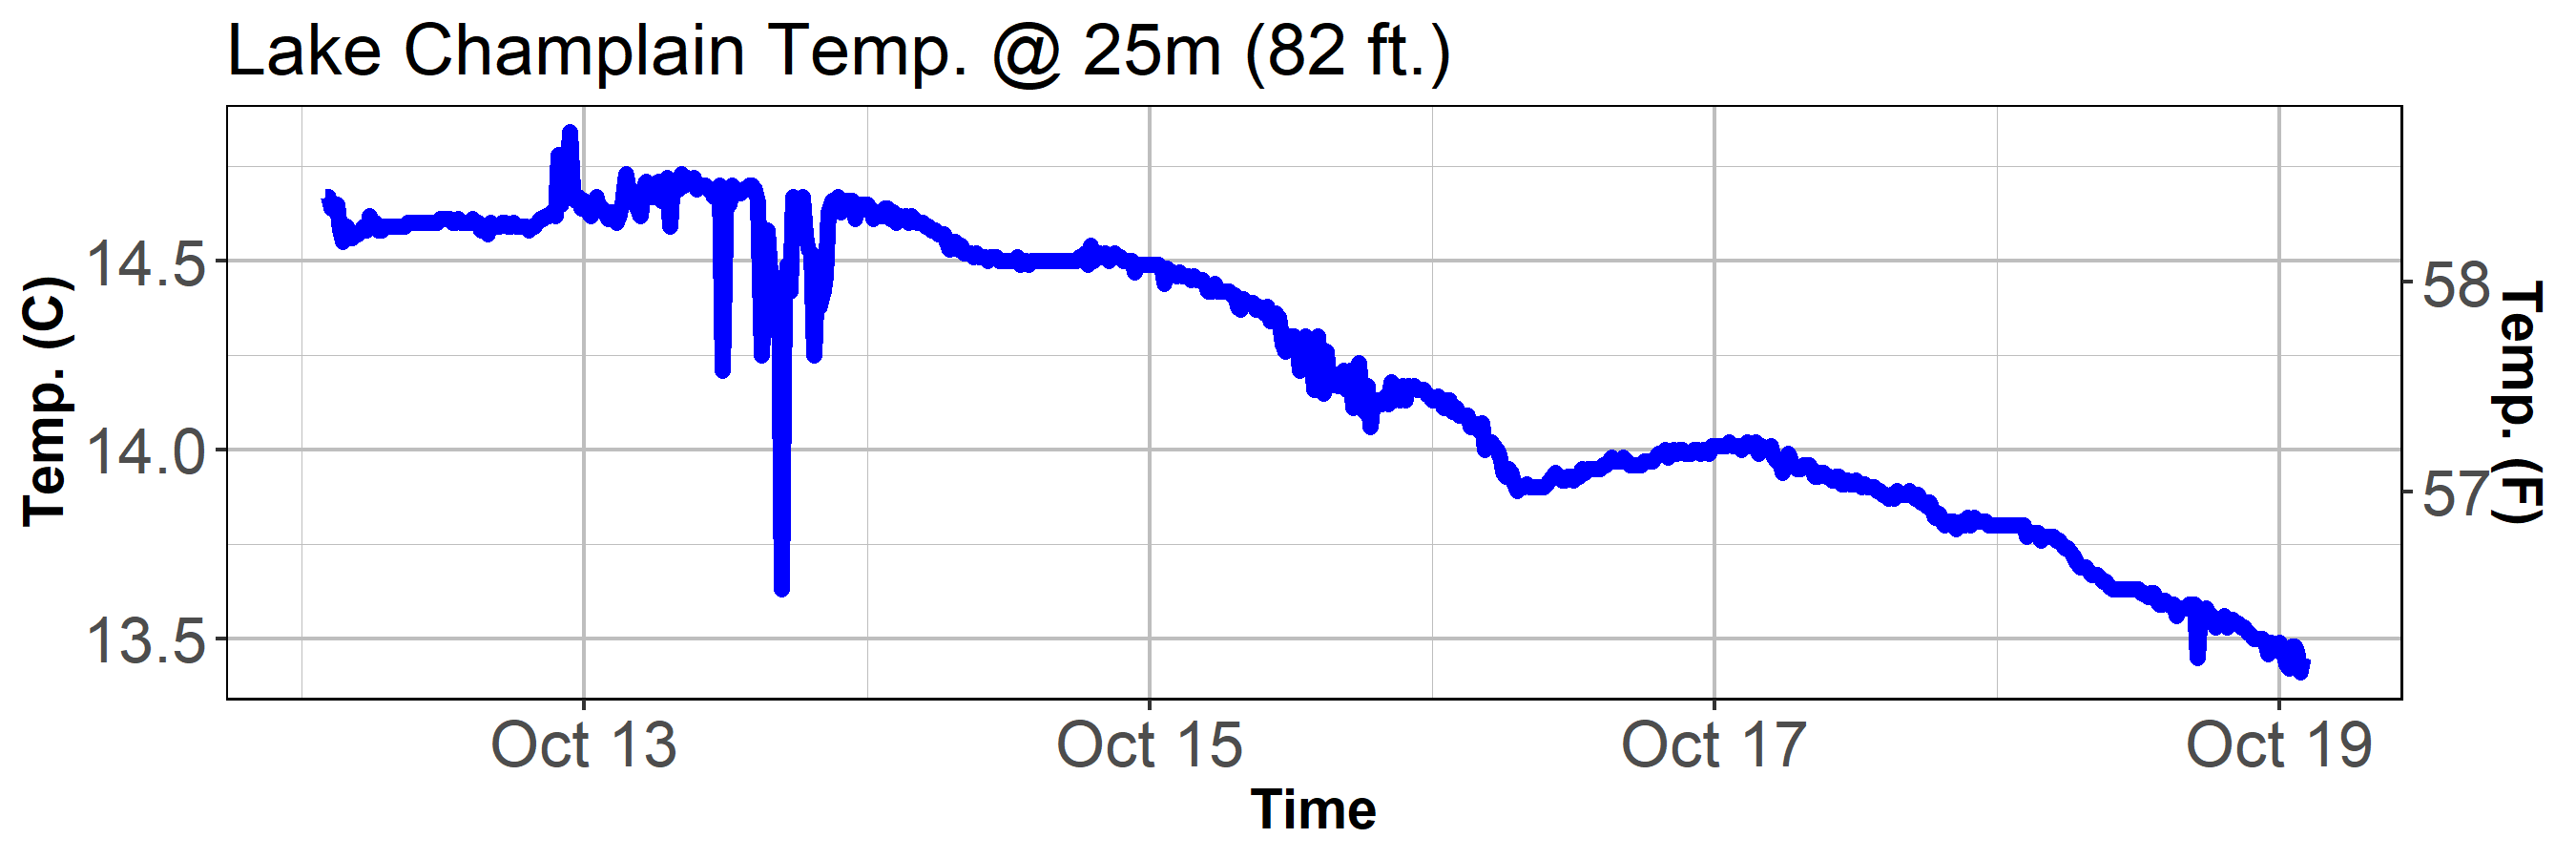 Lake Champlain Temp. @ 25m (82 ft.)
Temp. (C)
14.5
14.0
13.5
58
57
Temp. (F)
Oct 13 Oct 15 Oct 17 Oct 19
Time